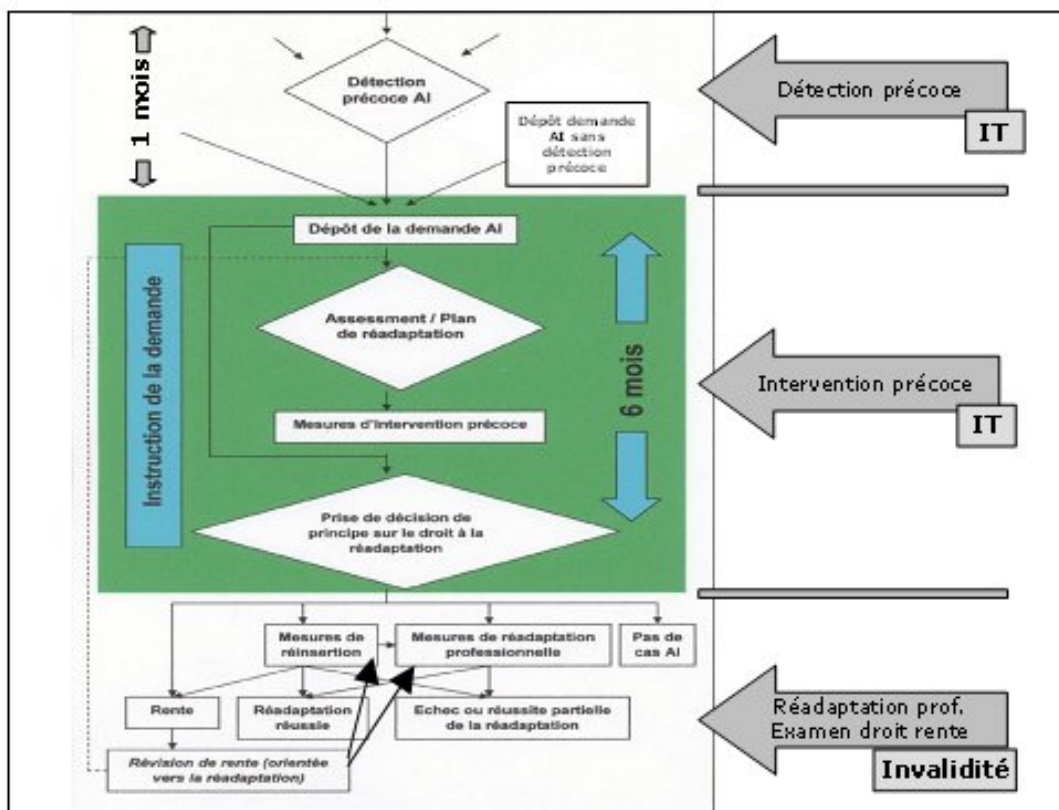 1 mois
Détection
précoce AI
Détection précoce
IT
Dépôt demande
AI sans
détection
précoce
Dépôt de la demande AI
Instruction de la demande
Assessment / Plan
de réadaptation
6 mois
Intervention précoce
IT
Mesures d'Intervention précoce
Prise de décision de
principe sur le droit à la
réadaptation
Mesures de
réinsertion
Mesures de réadaptation
professionnelle
Pas de
cas AI
Rente
Réadaptation
réussie
Echec ou réussite partielle
de la réadaptation
Réadaptation prof.
Examen droit rente
Invalidité
Révision de rente (orientée
vers la réadaptation)